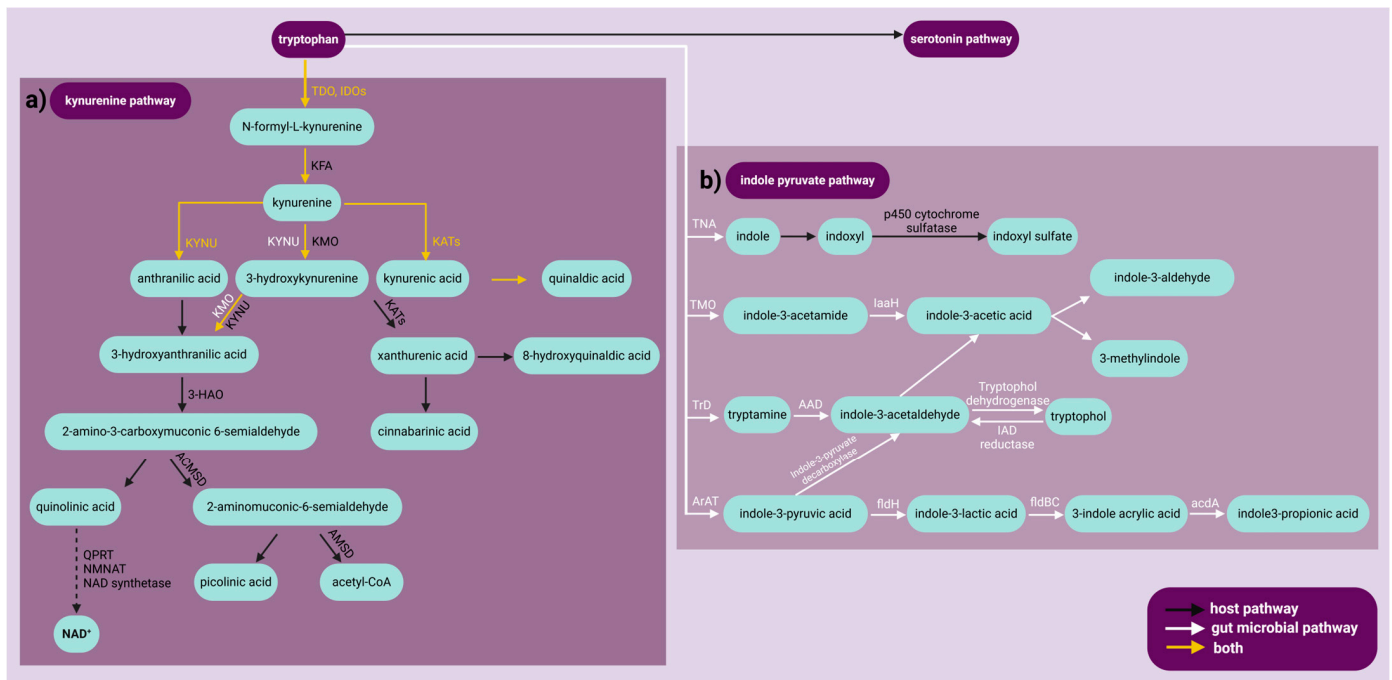 tryptophan
serotonin pathway
a)
kynurenine pathway
TDO, IDOs
N-formyl-L-kynurenine
KFA
kynurenine
KYNU
KYNU
KMO
KATs
anthranilic acid
3-hydroxykynurenine
kynurenic acid
quinaldic acid
KMO
KYNU
KATs
3-hydroxyanthranilic acid
xanthurenic acid
8-hydroxyquinaldic acid
3-HAO
2-amino-3-carboxymuconic 6-semialdehyde
cinnabarinic acid
AcMSD
quinolinic acid
2-aminomuconic-6-semialdehyde
QPRT
NMNAT
NAD synthetase
AMSD
picolinic acid
acetyl-CoA
NAD⁺
b)
indole pyruvate pathway
TNA
indole
indoxyl
p450 cytochrome
sulfatase
indoxyl sulfate
TMO
indole-3-acetamide
IaaH
indole-3-acetic acid
indole-3-aldehyde
3-methylindole
TrD
tryptamine
AAD
indole-3-acetaldehyde
Tryptophol
dehydrogenase
IAD
reductase
tryptophol
Indole-3-pyruvate
decarboxylase
ArAT
indole-3-pyruvic acid
fldH
indole-3-lactic acid
fldBC
3-indole acrylic acid
acdA
indole3-propionic acid
host pathway
gut microbial pathway
both